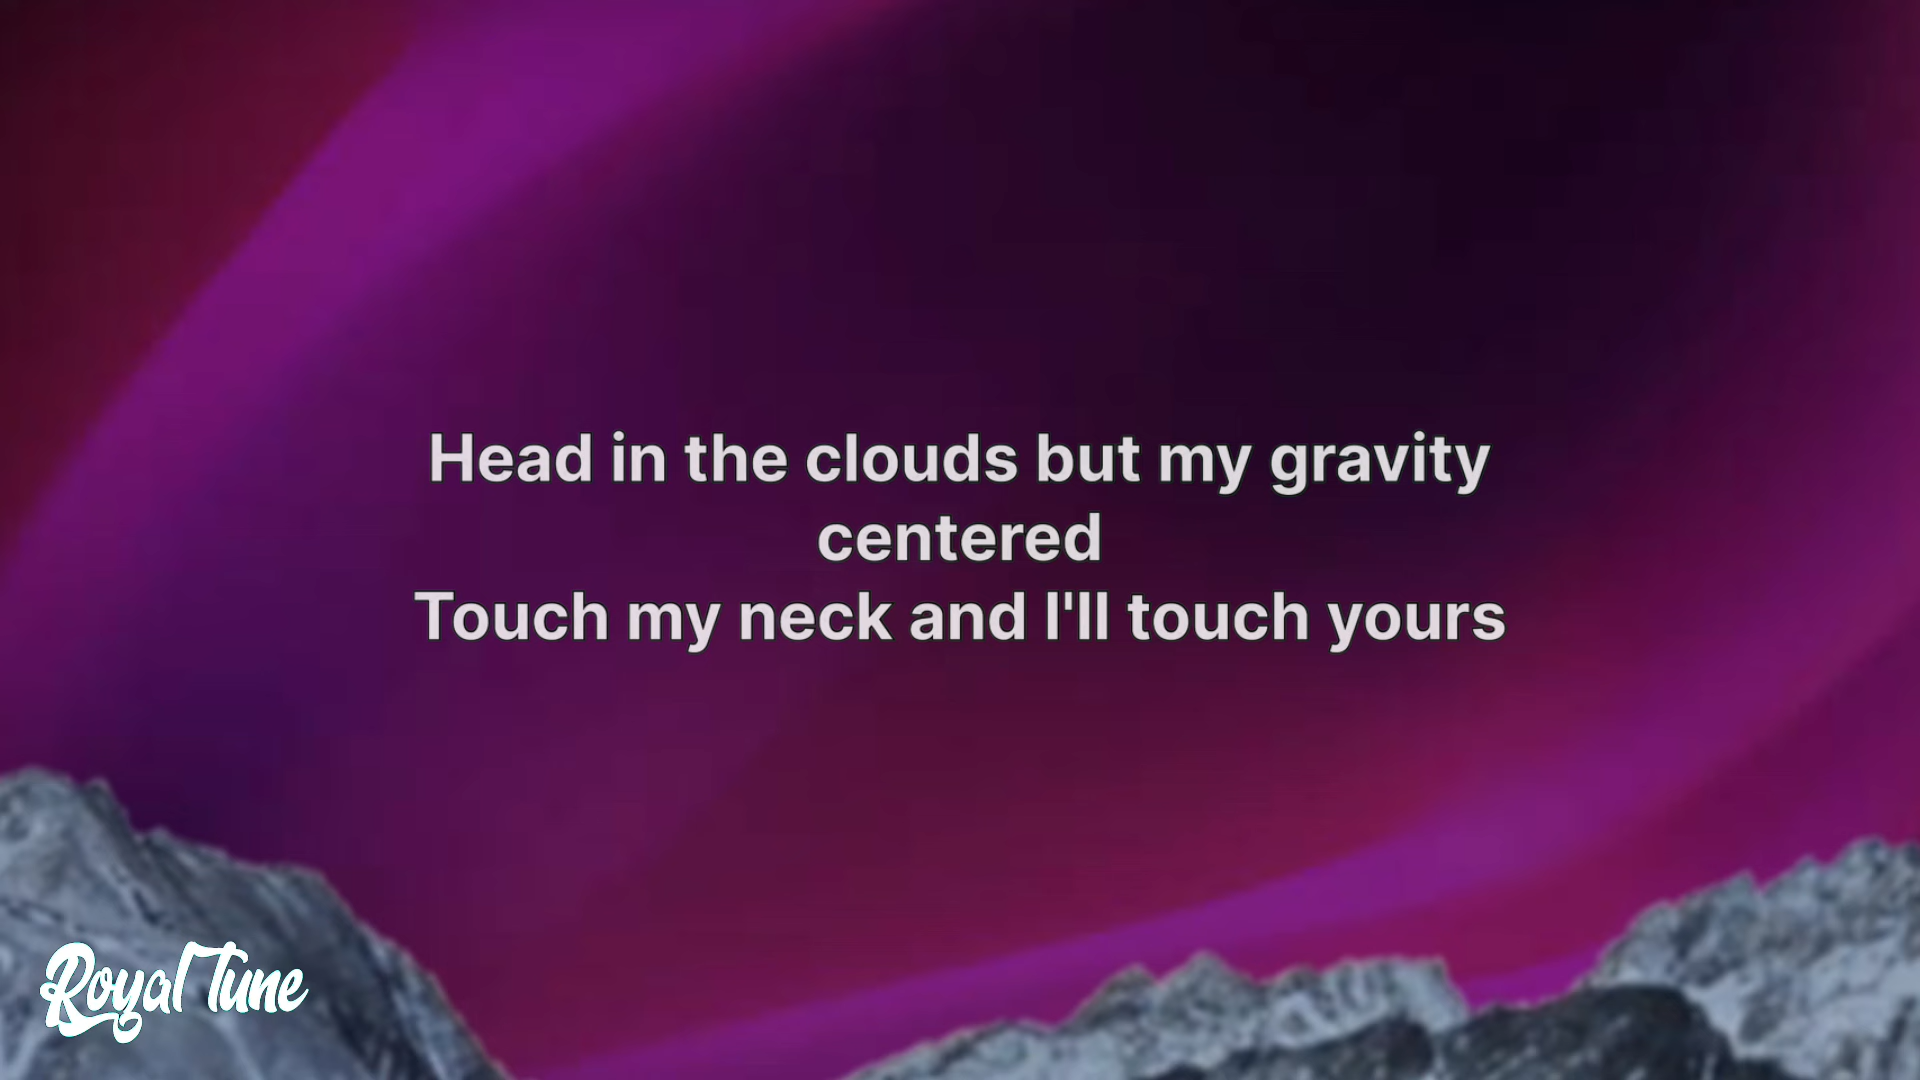 Head in the clouds but my gravity
centered
Touch my neck and I'll touch yours
Royal Tune